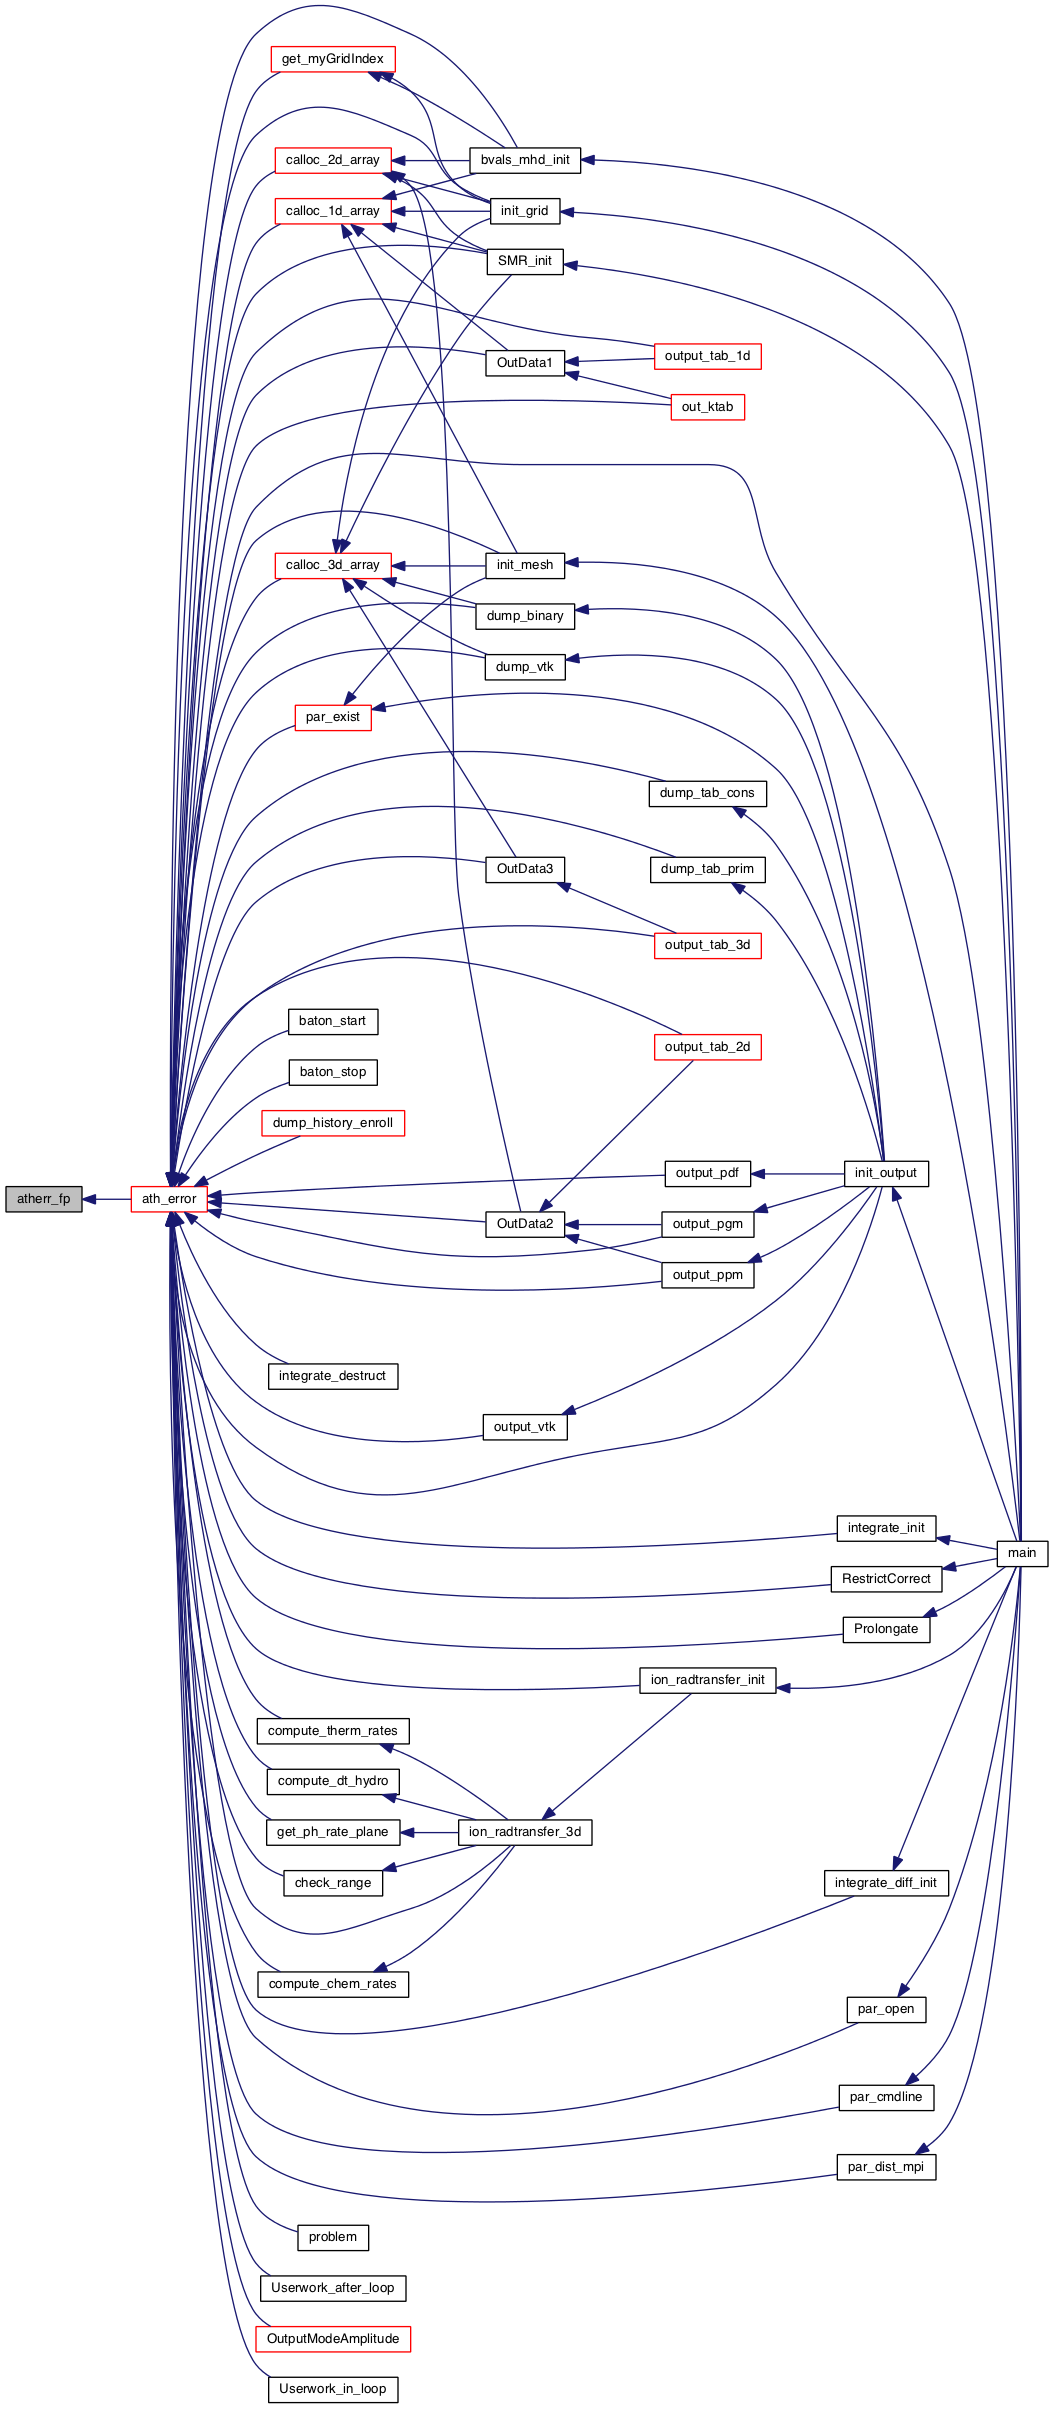 get_myGridIndex
calloc_2d_array
bvals_mhd_init
calloc_1d_array
init_grid
SMR_init
output_tab_1d
OutData1
out_ktab
calloc_3d_array
init_mesh
dump_binary
dump_vtk
par_exist
dump_tab_cons
OutData3
dump_tab_prim
output_tab_3d
baton_start
output_tab_2d
baton_stop
dump_history_enroll
output_pdf
init_output
atherr_fp
ath_error
OutData2
output_pgm
output_ppm
integrate_destruct
output_vtk
integrate_init
main
RestrictCorrect
Prolongate
ion_radtransfer_init
compute_therm_rates
compute_dt_hydro
get_ph_rate_plane
ion_radtransfer_3d
check_range
integrate_diff_init
compute_chem_rates
par_open
par_cmdline
par_dist_mpi
problem
Userwork_after_loop
OutputModeAmplitude
Userwork_in_loop